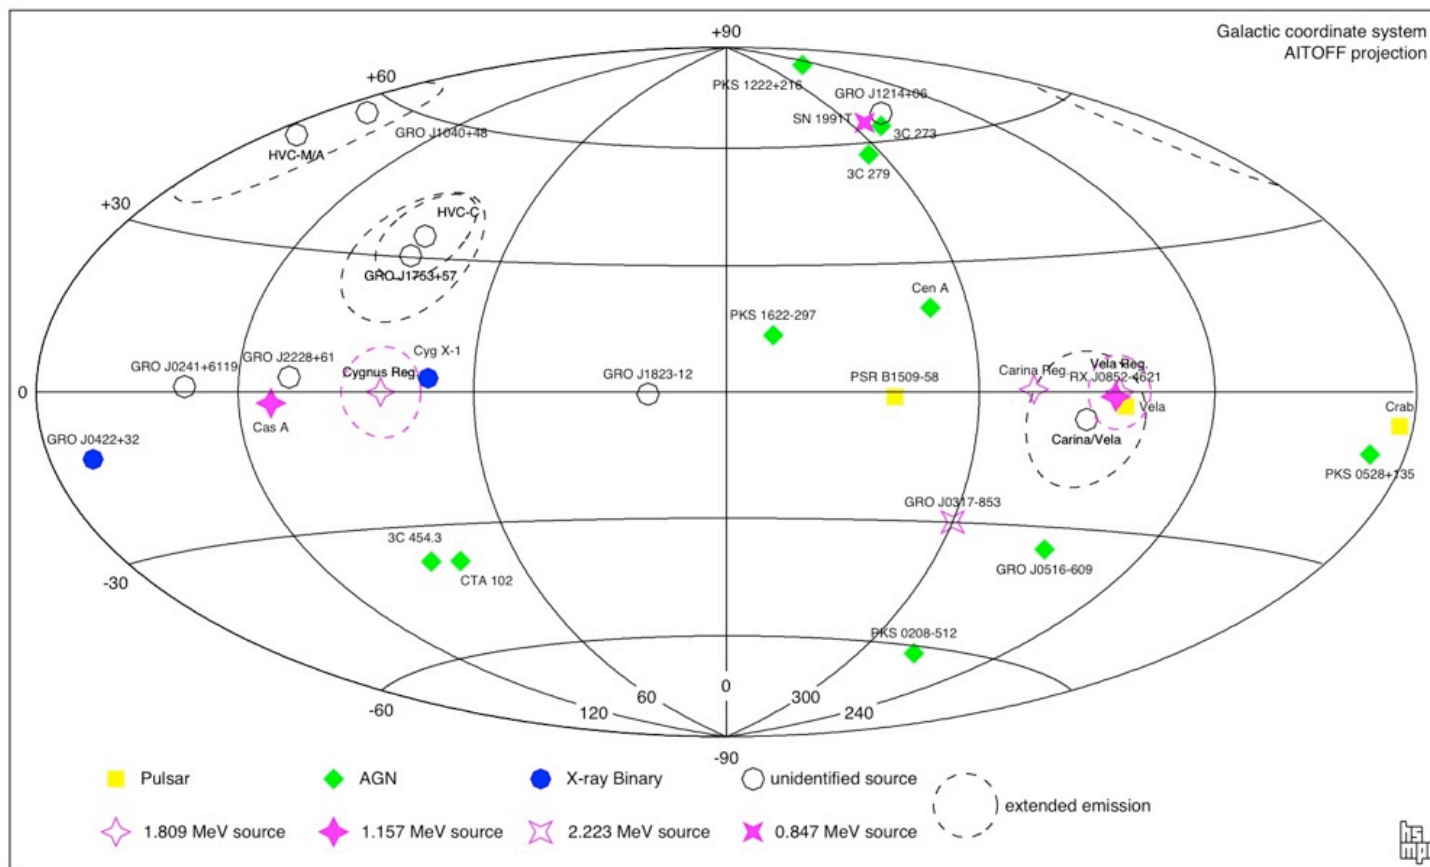 Galactic coordinate system
AITOFF projection
+90
+60
PKS 1222+216
GRO J1214+06
SN 1991T
3C 273
GRO J1040+48
HVC-M/A
3C 279
+30
HVC-C
GRO J1753+57
Cen A
PKS 1622-297
GRO J0241+6119
GRO J2228+61
Cyg X-1
Cygnus Reg.
GRO J1823-12
PSR B1509-58
Carina Reg.
Vela Reg.
RX J0852-4621
0
Cas A
Vela
Crab
GRO J0422+32
Carina/Vela
PKS 0528+135
GRO J0317-853
3C 454.3
CTA 102
GRO J0516-609
-30
PKS 0208-512
-60
120
60
0
300
240
-90
Pulsar
AGN
X-ray Binary
unidentified source
extended emission
1.809 MeV source
1.157 MeV source
2.223 MeV source
0.847 MeV source